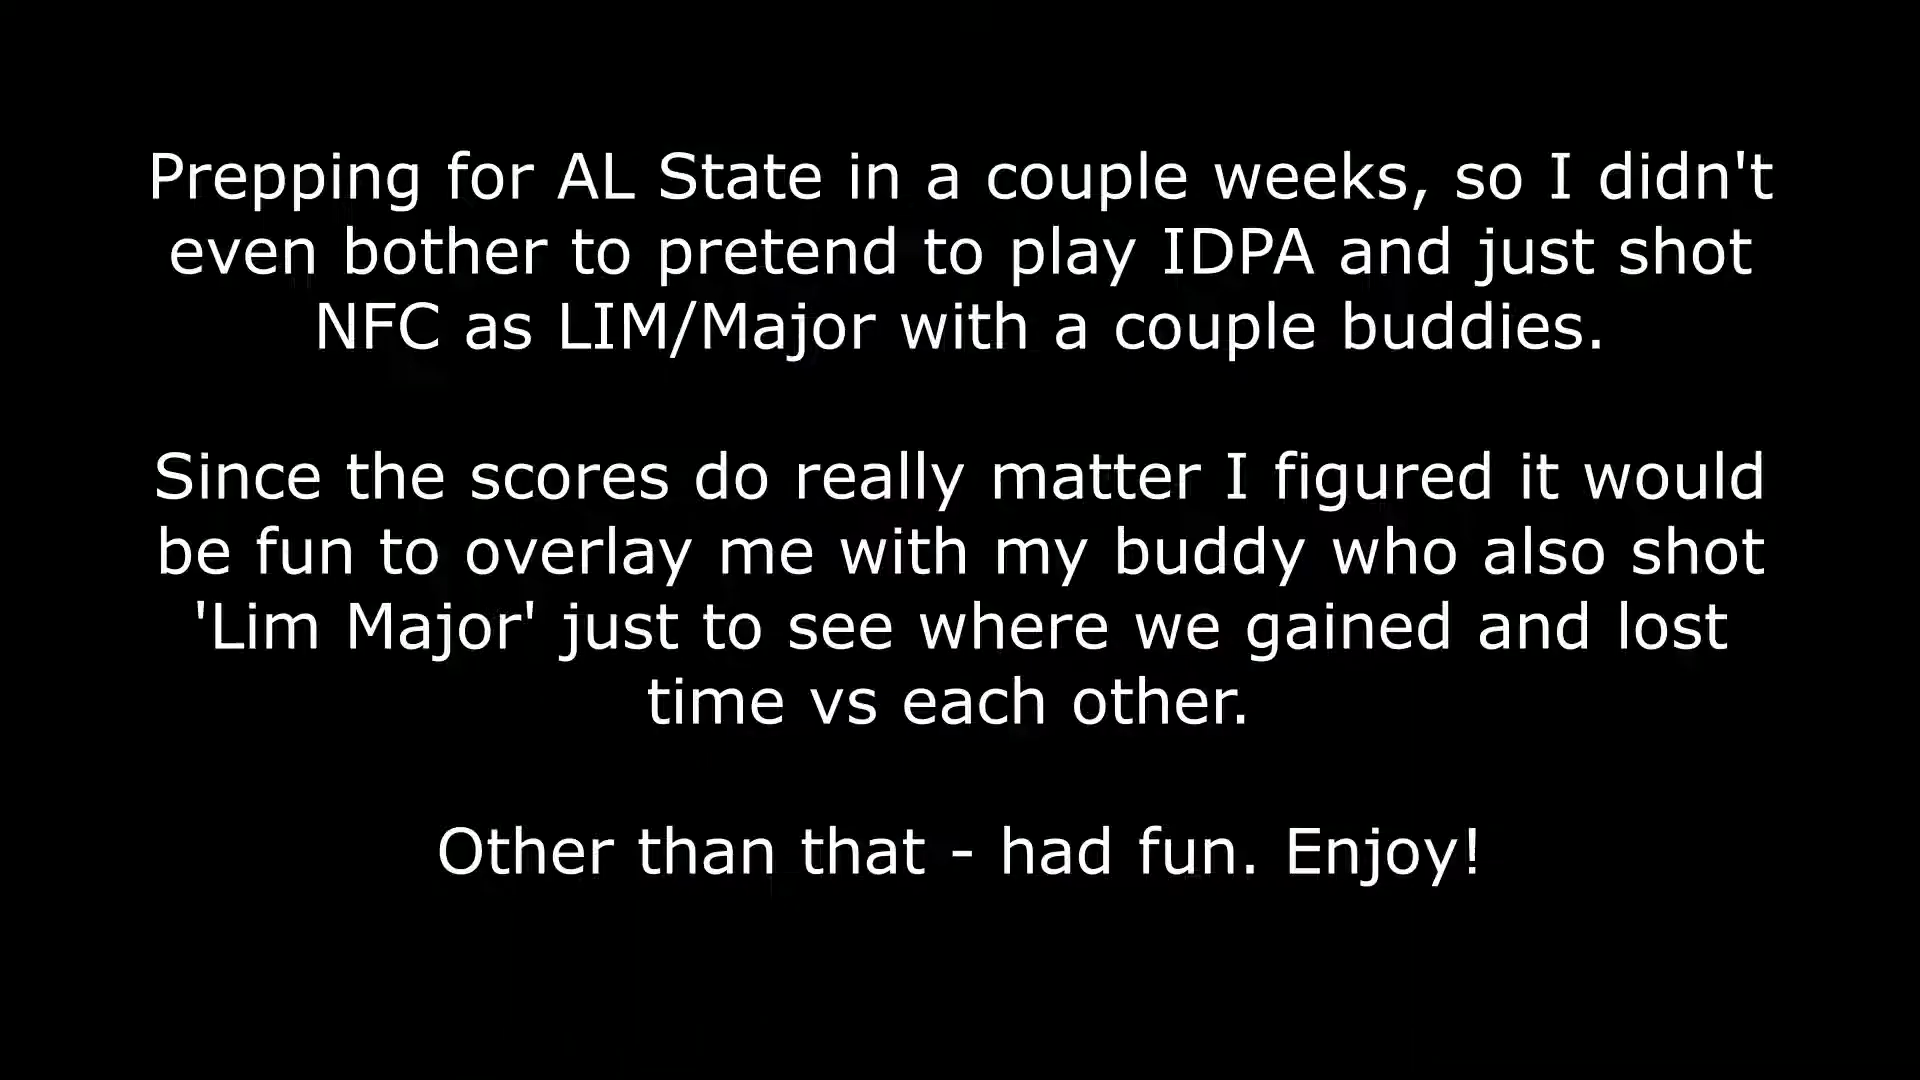 Prepping for AL State in a couple weeks, so I didn't
even bother to pretend to play IDPA and just shot
NFC as LIM/Major with a couple buddies.
Since the scores do really matter I figured it would
be fun to overlay me with my buddy who also shot
'Lim Major' just to see where we gained and lost
time vs each other.
Other than that - had fun. Enjoy!